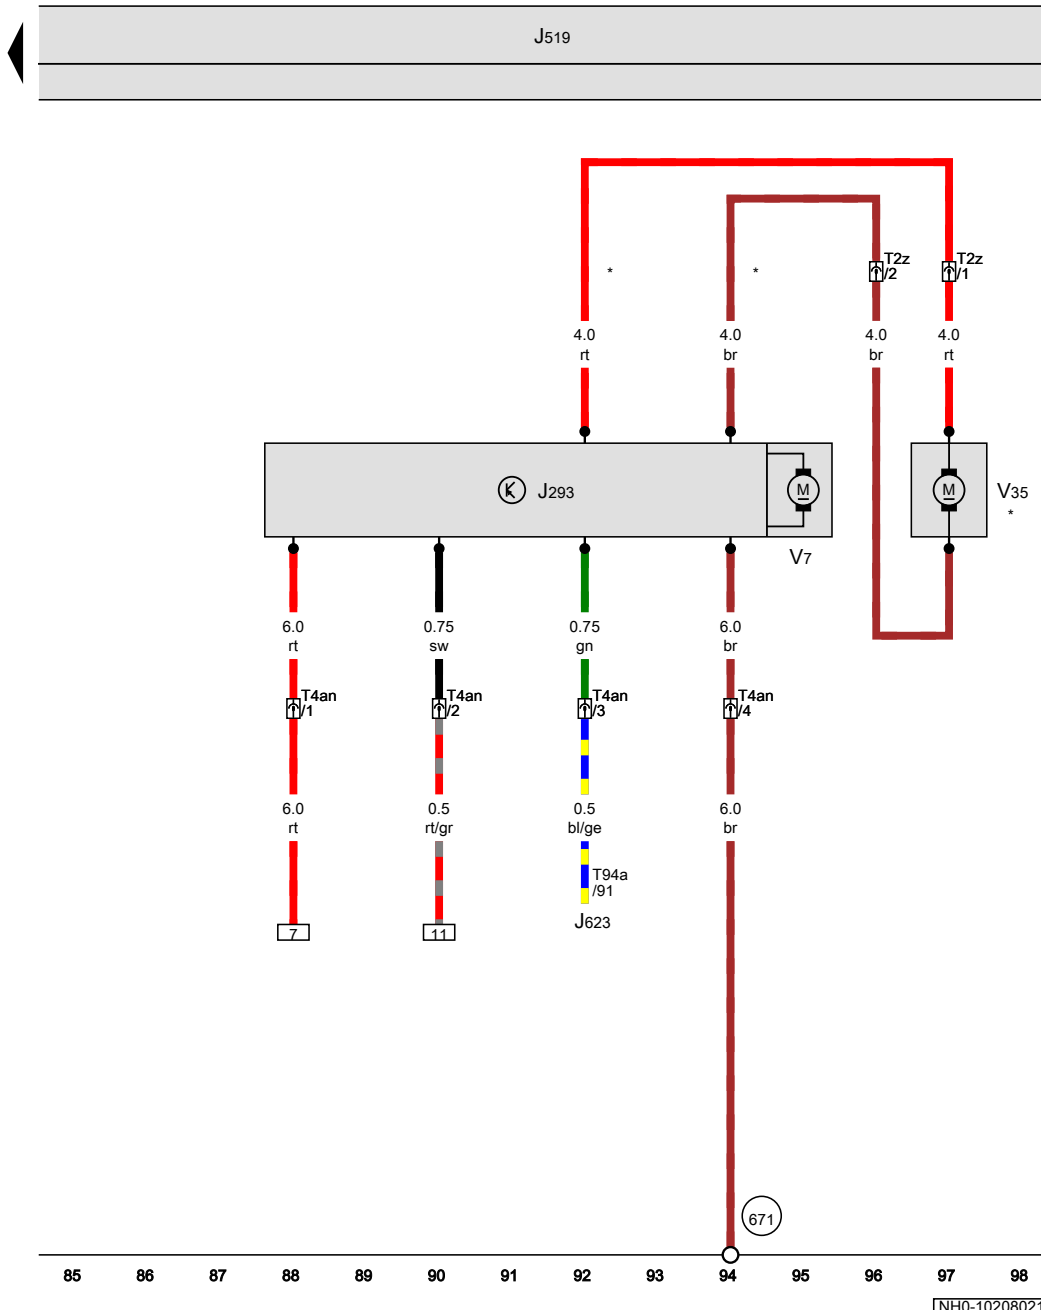 J519
T2z
/2
T2z
/1
*
*
4.0
rt
4.0
br
4.0
br
4.0
rt
J293
M
M
V35
*
V7
6.0
rt
0.75
sw
0.75
gn
6.0
br
T4an
/1
T4an
/2
T4an
/3
T4an
/4
6.0
rt
0.5
rt/gr
0.5
bl/ge
6.0
br
T94a
/91
J623
7
11
671
85 86 87 88 89 90 91 92 93 94 95 96 97 98
NH0-10208021